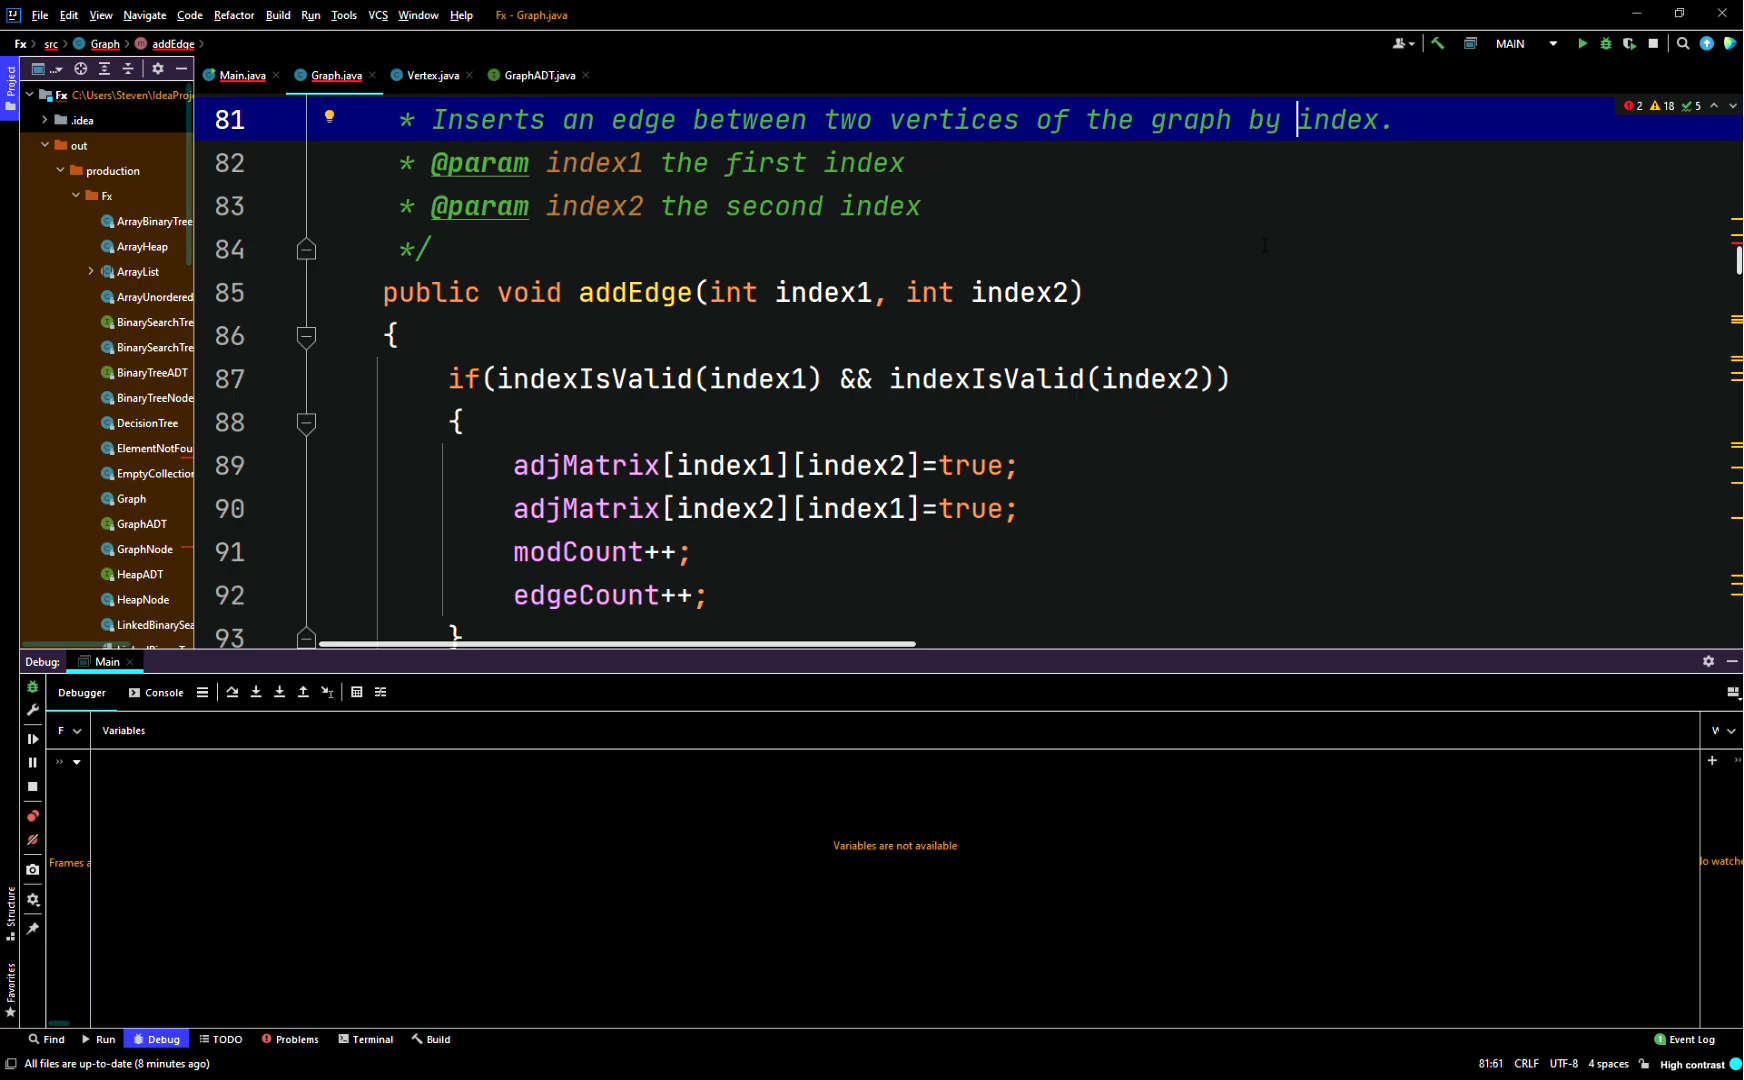 File Edit View Navigate Code Refactor Build Run Tools VCS Window Help Fx - Graph.java
Fx src Graph addEdge MAIN
Project
Main.java Graph.java Vertex.java GraphADT.java
Fx C:\Users\Steven\IdeaProj
.idea
out
production
Fx
ArrayBinaryTree
ArrayHeap
ArrayList
ArrayUnordered
BinarySearchTre
BinarySearchTre
BinaryTreeADT
BinaryTreeNode
DecisionTree
ElementNotFou
EmptyCollection
Graph
GraphADT
GraphNode
HeapADT
HeapNode
LinkedBinarySea
2 18 5
81 * Inserts an edge between two vertices of the graph by index.
82 * @param index1 the first index
83 * @param index2 the second index
84 */
85 public void addEdge(int index1, int index2)
86 {
87 if(indexIsValid(index1) && indexIsValid(index2))
88 {
89 adjMatrix[index1][index2]=true;
90 adjMatrix[index2][index1]=true;
91 modCount++;
92 edgeCount++;
93 }
Debug: Main
Debugger Console
F Variables
Variables are not available
Frames a
lo watche
Structure
Favorites
Find Run Debug TODO Problems Terminal Build 1 Event Log
All files are up-to-date (8 minutes ago) 81:61 CRLF UTF-8 4 spaces High contrast